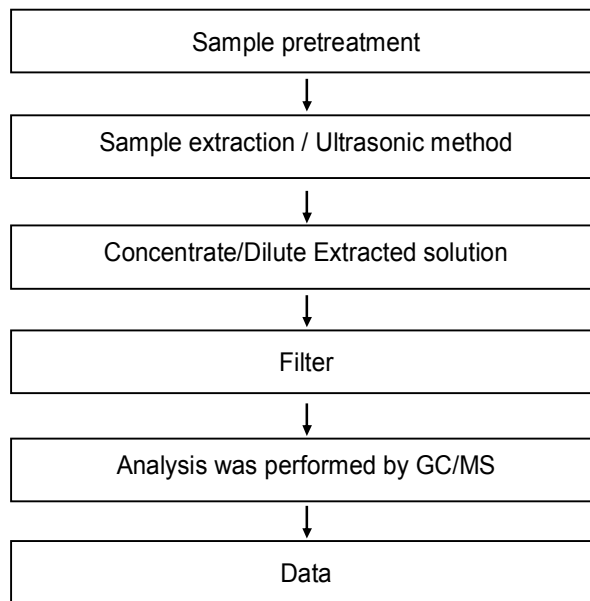 Sample pretreatment
Sample extraction / Ultrasonic method
Concentrate/Dilute Extracted solution
Filter
Analysis was performed by GC/MS
Data